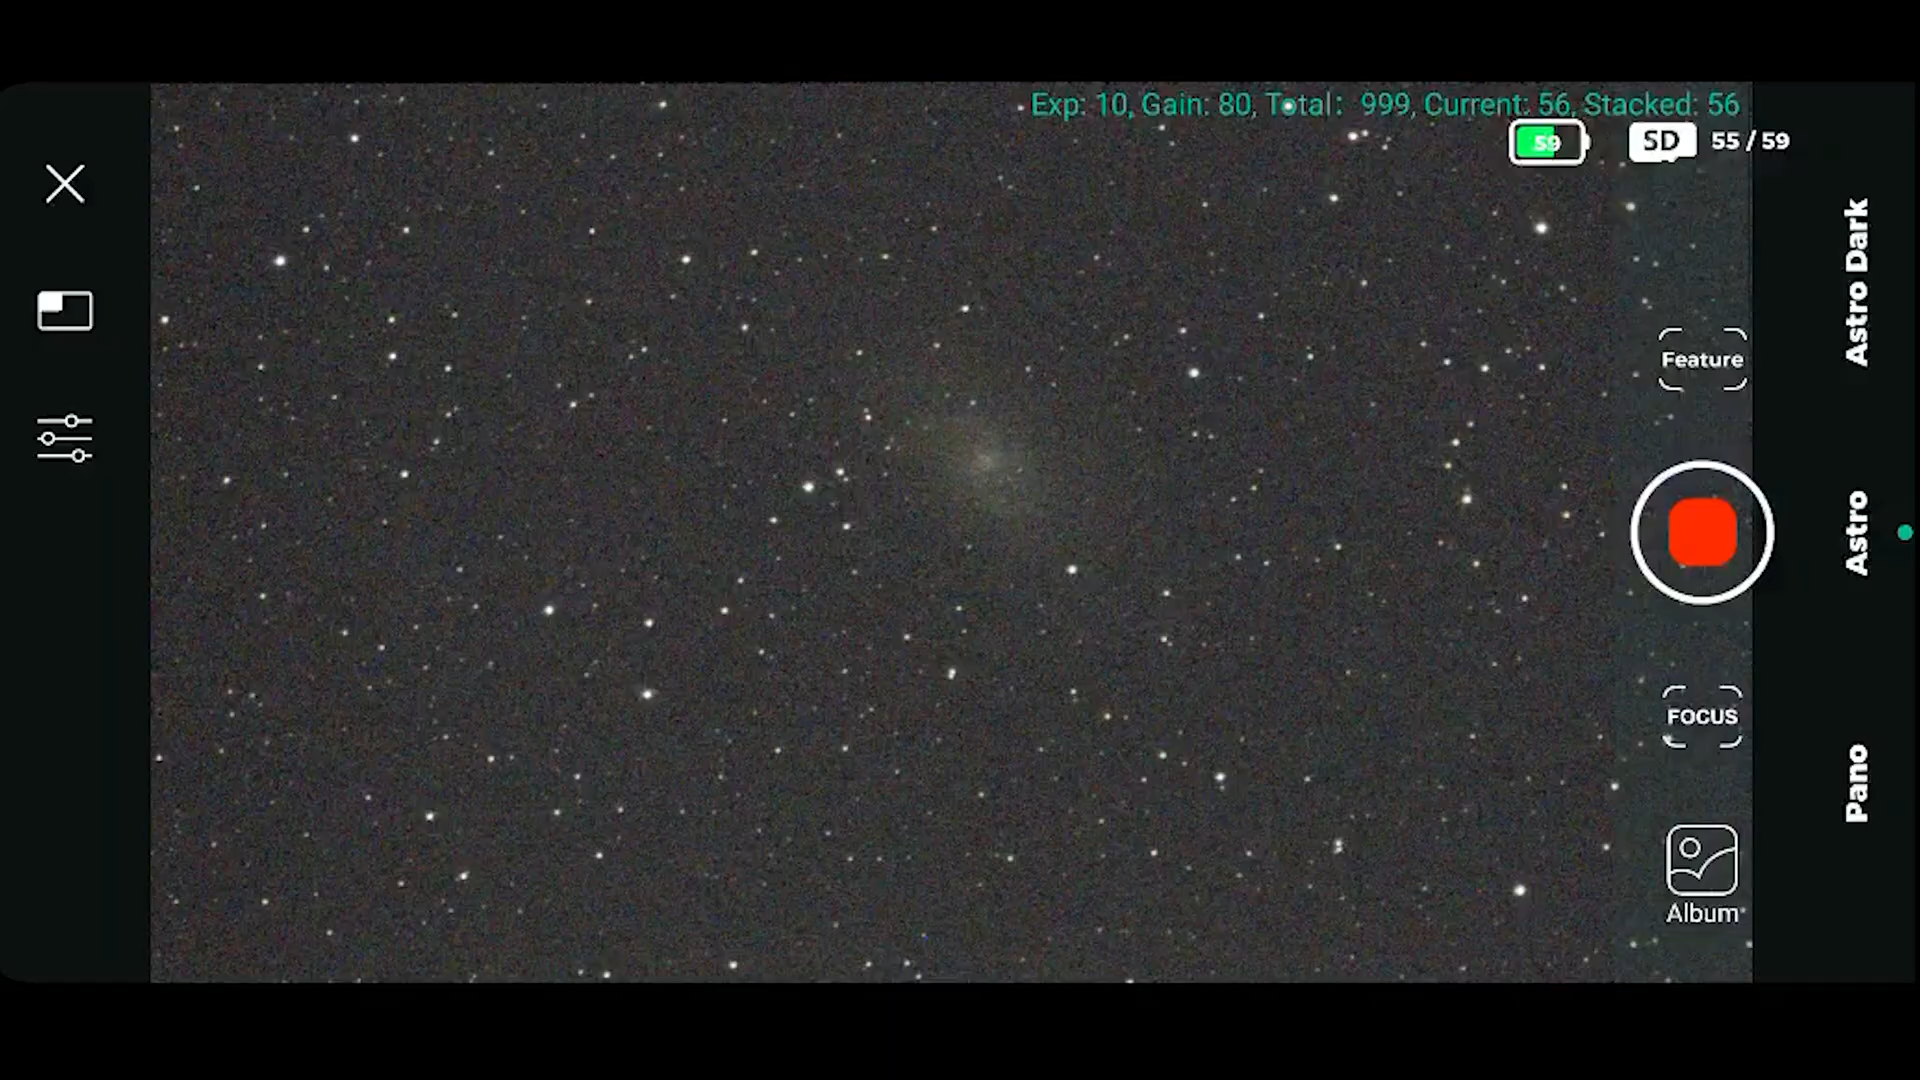 Exp: 10, Gain: 80, Total: 999, Current: 56, Stacked: 56
59
SD 55 / 59
Astro Dark
Feature
Astro
FOCUS
Pano
Album